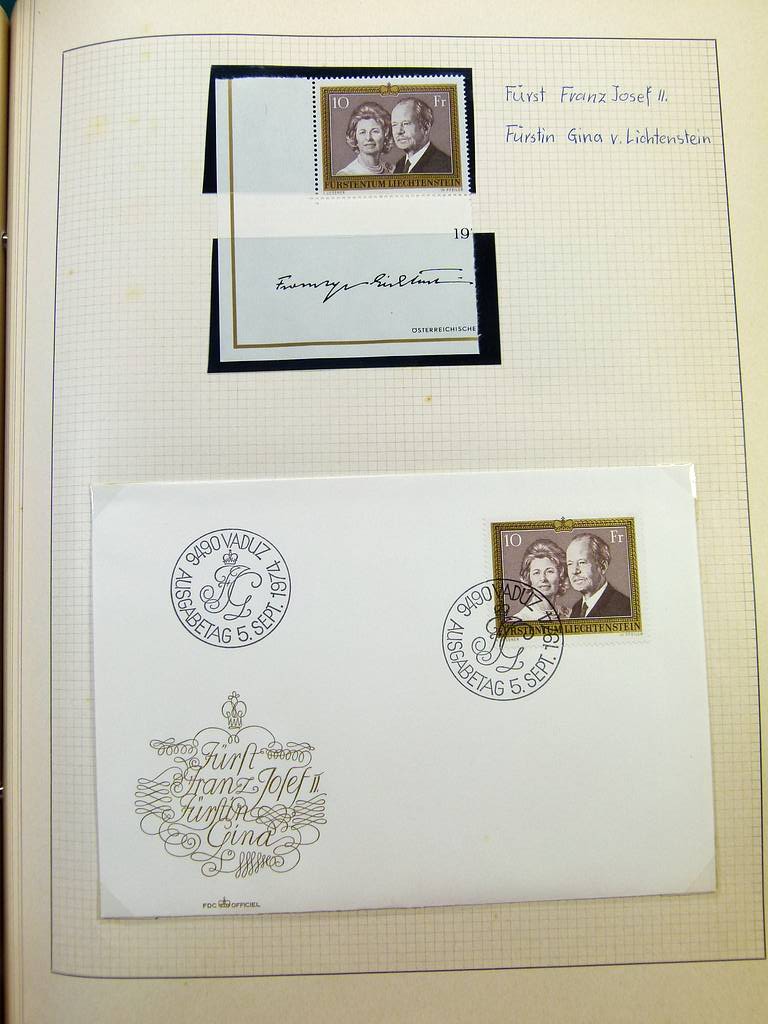 Fürst Franz Josef II.
Fürstin Gina v. Lichtenstein
10 Fr
FÜRSTENTUM LIECHTENSTEIN
19
ÖSTERREICHISCHE
9490 VADUZ
AUSGABETAG 5. SEPT. 1974
10 Fr
FÜRSTENTUM LIECHTENSTEIN
9490 VADUZ
AUSGABETAG 5. SEPT. 1974
Fürst
Franz Josef II.
Fürstin
Gina
FDC OFFICIEL